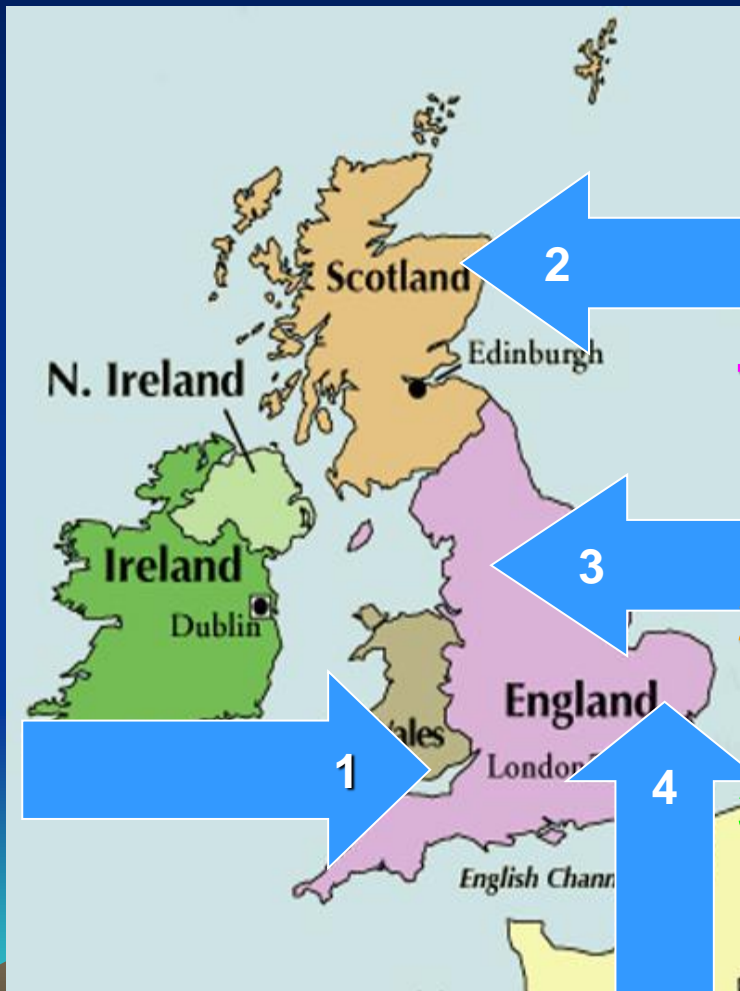 2
Scotland
Edinburgh
N. Ireland
3
Ireland
Dublin
England
ales
1
London
4
English Chann